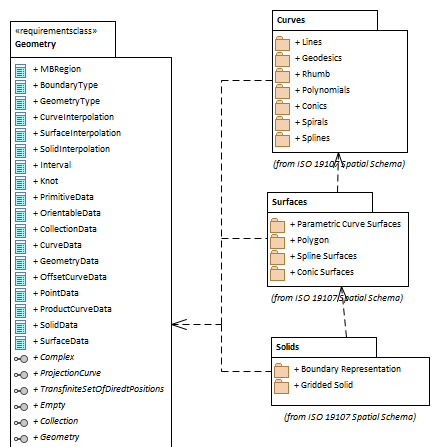 «requirementsclass»
Geometry
+ MBRegion
+ BoundaryType
+ GeometryType
+ CurveInterpolation
+ SurfaceInterpolation
+ SolidInterpolation
+ Interval
+ Knot
+ PrimitiveData
+ OrientableData
+ CollectionData
+ CurveData
+ GeometryData
+ OffsetCurveData
+ PointData
+ ProductCurveData
+ SolidData
+ SurfaceData
+ Complex
+ ProjectionCurve
+ TransfiniteSetOfDiredtPositions
+ Empty
+ Collection
+ Geometry
Curves
+ Lines
+ Geodesics
+ Rhumb
+ Polynomials
+ Conics
+ Spirals
+ Splines
(from ISO 19107 Spatial Schema)
Surfaces
+ Parametric Curve Surfaces
+ Polygon
+ Spline Surfaces
+ Conic Surfaces
(from ISO 19107 Spatial Schema)
Solids
+ Boundary Representation
+ Gridded Solid
(from ISO 19107 Spatial Schema)